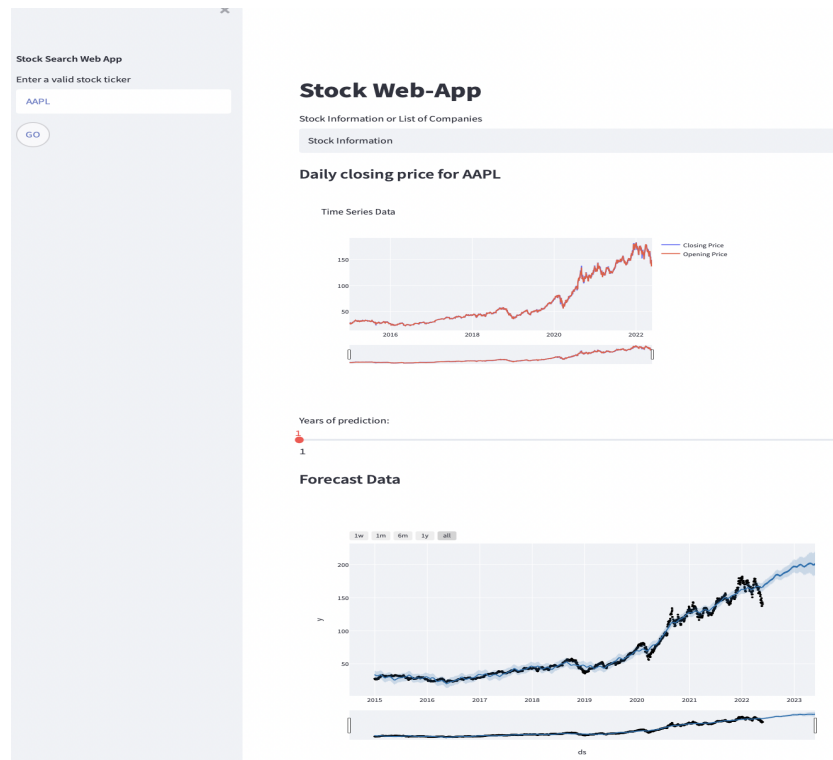 ×
Stock Search Web App
Enter a valid stock ticker
AAPL
GO
Stock Web-App
Stock Information or List of Companies
Stock Information
Daily closing price for AAPL
Time Series Data
Closing Price
Opening Price
150
100
50
2016 2018 2020 2022
Years of prediction:
1
1
Forecast Data
1w 1m 6m 1y all
200
150
100
50
y
2015 2016 2017 2018 2019 2020 2021 2022 2023
ds